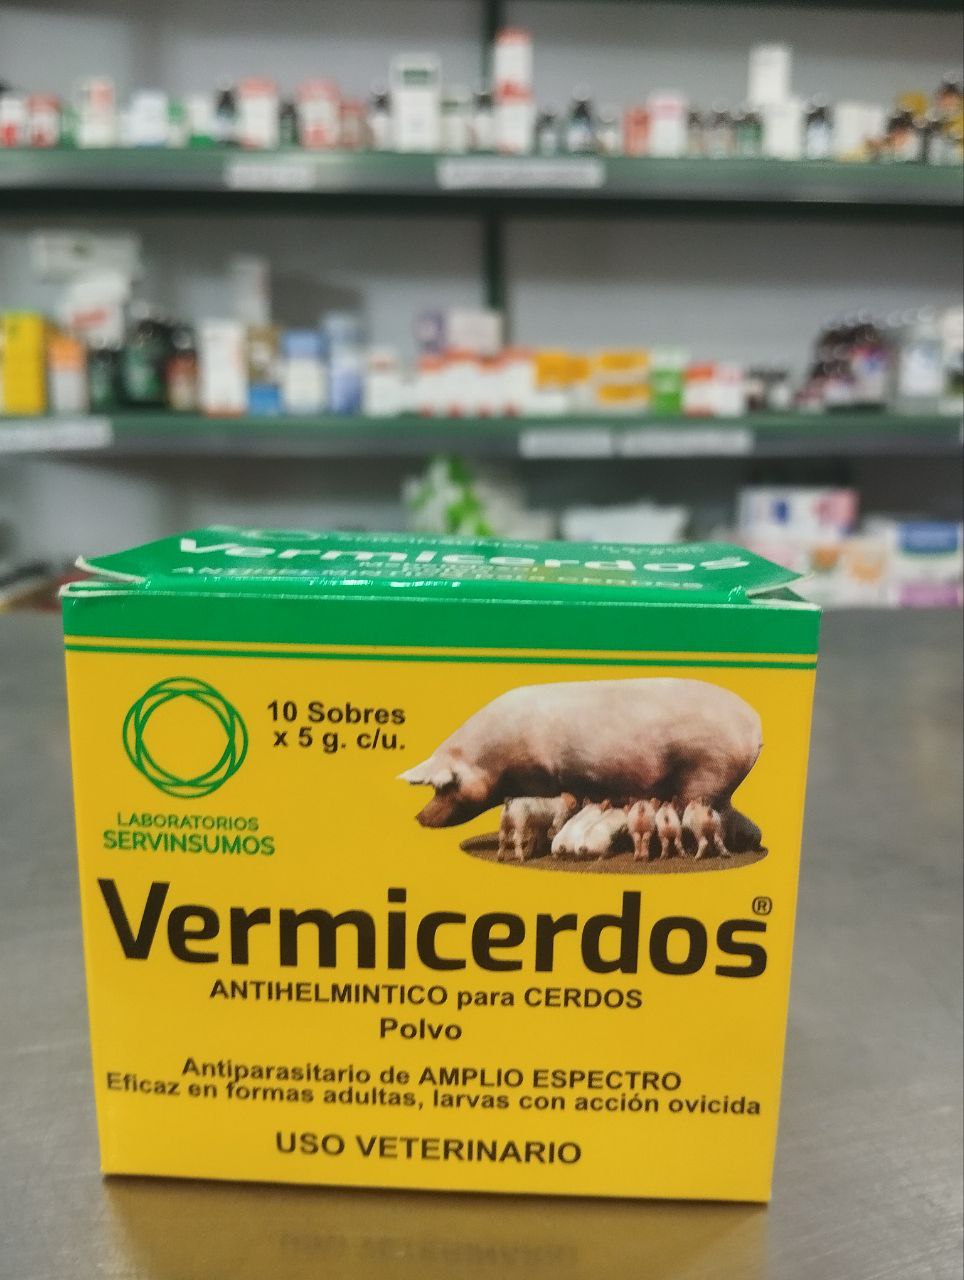 Vermicerdos
ANTIHELMINTICO para CERDOS
10 Sobres
x 5 g. c/u.
LABORATORIOS
SERVINSUMOS
Vermicerdos®
ANTIHELMINTICO para CERDOS
Polvo
Antiparasitario de AMPLIO ESPECTRO
Eficaz en formas adultas, larvas con acción ovicida
USO VETERINARIO